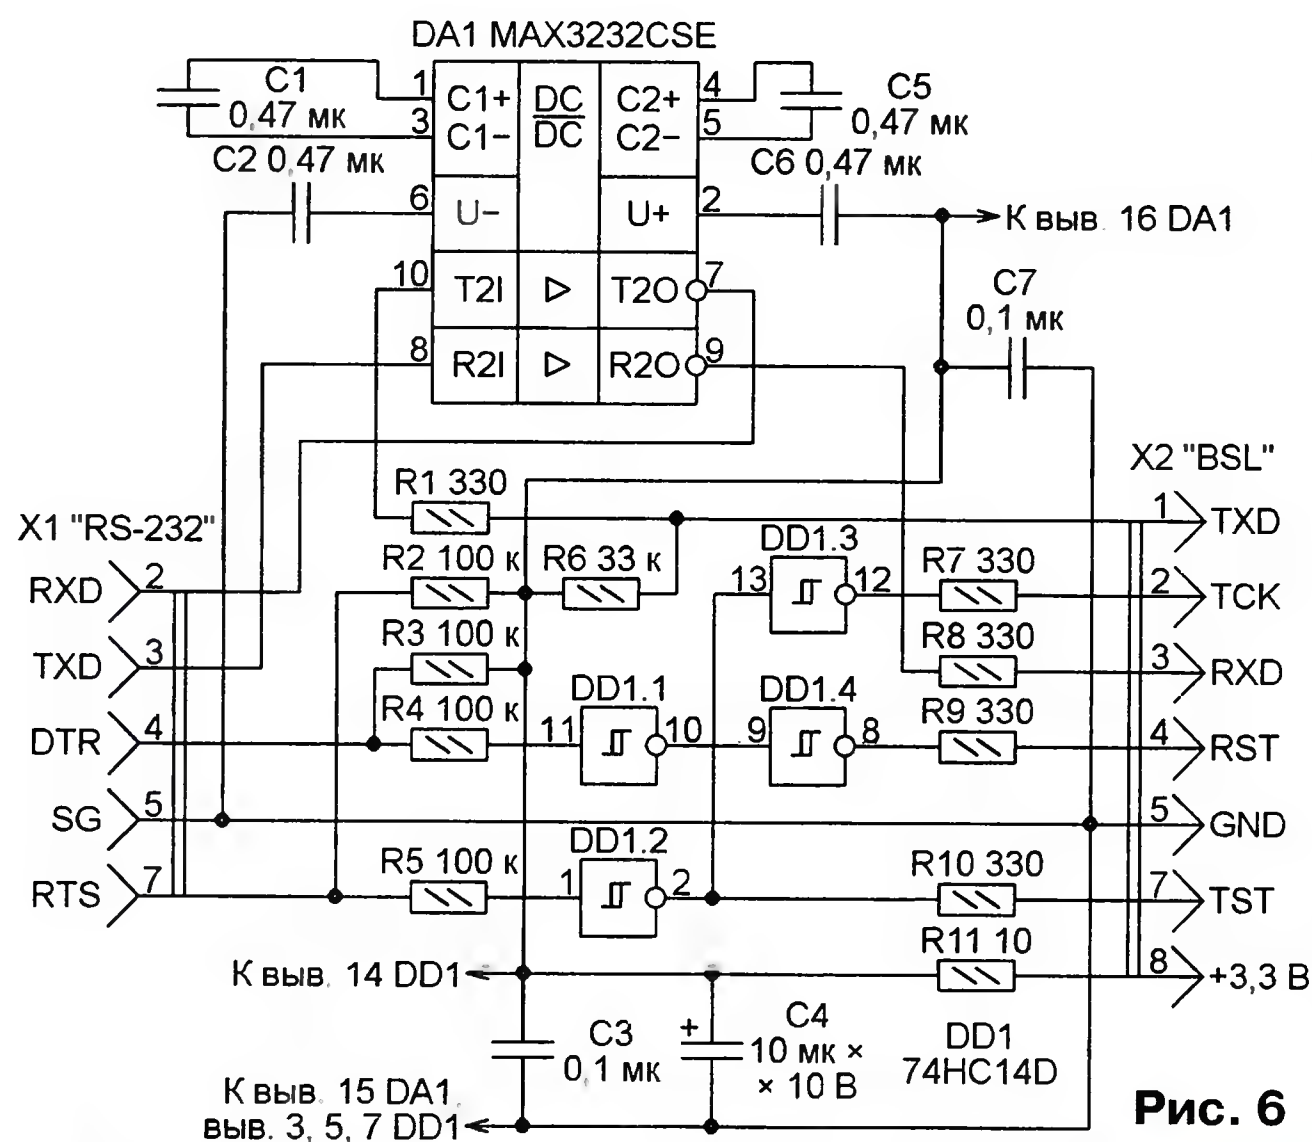 DA1 MAX3232CSE
C1
0,47 мк
1
3
C1+
C1−
DC
DC
C2+
C2−
4
5
C5
0,47 мк
C2 0,47 мк
6
U−
U+
2
C6 0,47 мк
К выв. 16 DA1
10
T2I
T2O
7
C7
0,1 мк
8
R2I
R2O
9
X2 "BSL"
R1 330
1
TXD
X1 "RS-232"
DD1.3
RXD
2
R2 100 к
R6 33 к
13
12
R7 330
2
TCK
TXD
3
R3 100 к
R8 330
3
RXD
DTR
4
R4 100 к
11
DD1.1
10
9
DD1.4
8
R9 330
4
RST
SG
5
5
GND
RTS
7
R5 100 к
1
DD1.2
2
R10 330
7
TST
К выв. 14 DD1
R11 10
8
+3,3 В
C3
0,1 мк
+
C4
10 мк ×
× 10 В
DD1
74HC14D
К выв. 15 DA1,
выв. 3, 5, 7 DD1
Рис. 6